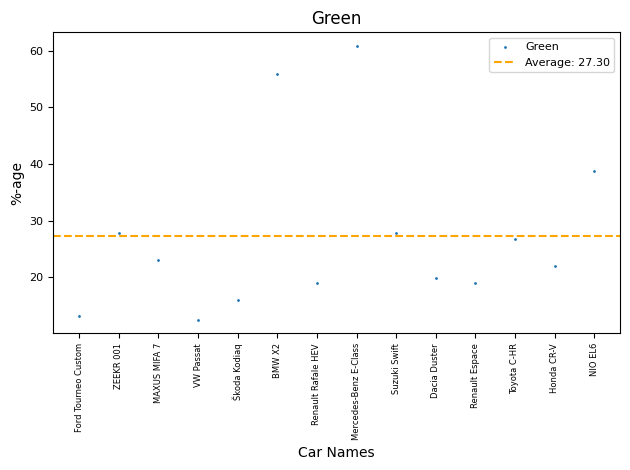 Green
Green
Average: 27.30
%-age
60
50
40
30
20
Ford Tourneo Custom
ZEEKR 001
MAXUS MIFA 7
VW Passat
Škoda Kodiaq
BMW X2
Renault Rafale HEV
Mercedes-Benz E-Class
Suzuki Swift
Dacia Duster
Renault Espace
Toyota C-HR
Honda CR-V
NIO EL6
Car Names